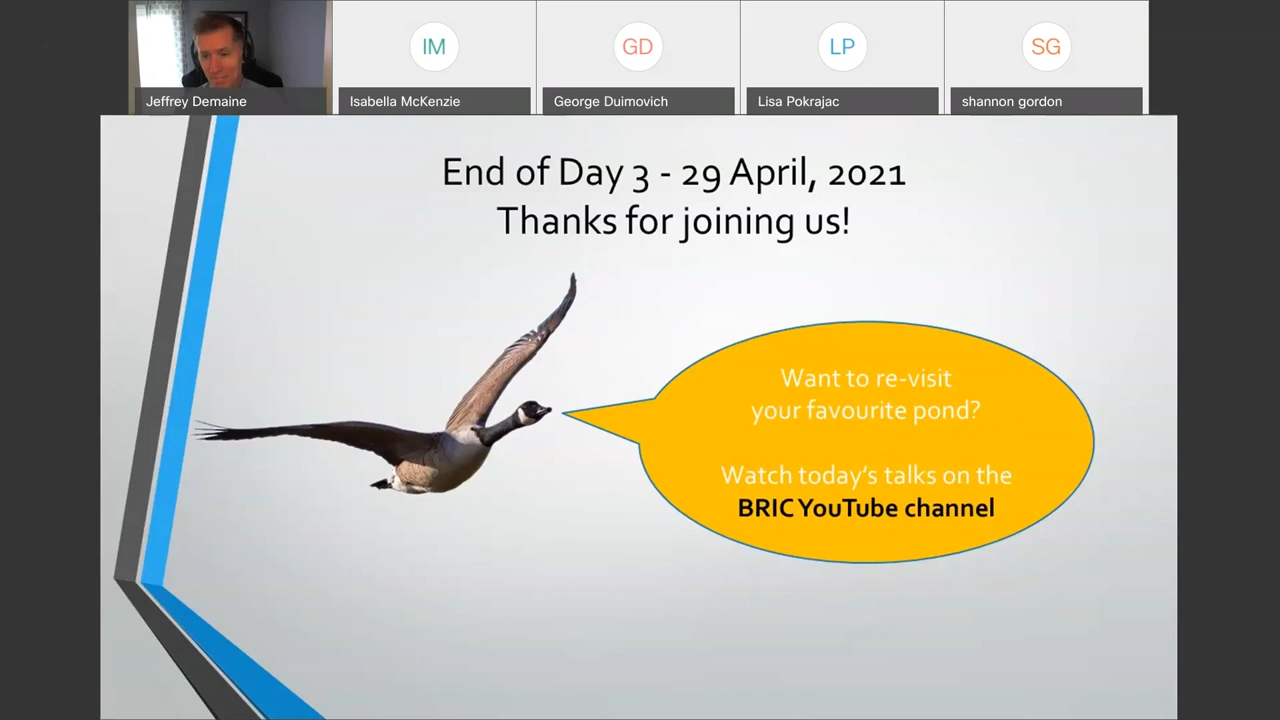 IM
GD
LP
SG
Jeffrey Demaine
Isabella McKenzie
George Duimovich
Lisa Pokrajac
shannon gordon
End of Day 3 - 29 April, 2021
Thanks for joining us!
Want to re-visit
your favourite pond?
Watch today's talks on the
BRIC YouTube channel